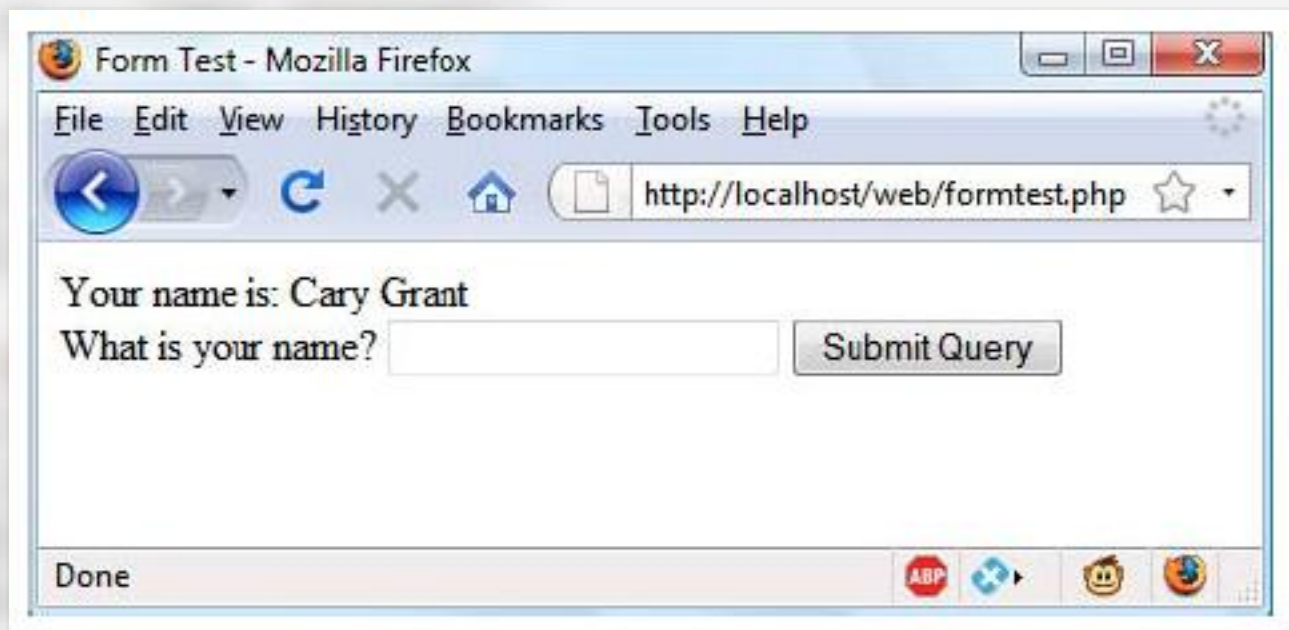 Form Test - Mozilla Firefox
File Edit View History Bookmarks Tools Help
http://localhost/web/formtest.php
Your name is: Cary Grant
What is your name? Submit Query
Done
ABP